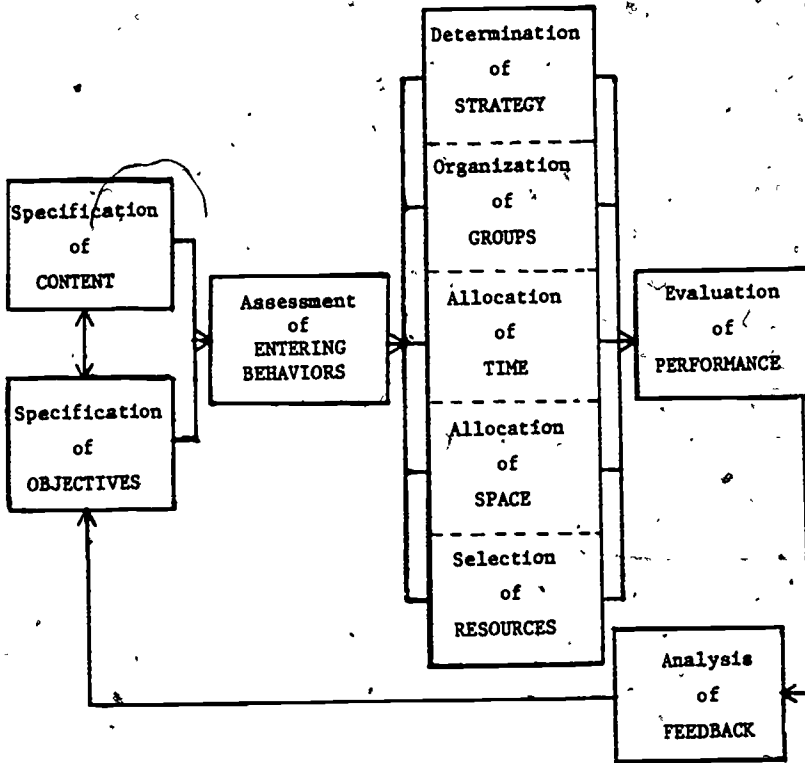 Specification
of
CONTENT
Specification
of
OBJECTIVES
Assessment
of
ENTERING
BEHAVIORS
Determination
of
STRATEGY
Organization
of
GROUPS
Allocation
of
TIME
Allocation
of
SPACE
Selection
of
RESOURCES
Evaluation
of
PERFORMANCE
Analysis
of
FEEDBACK